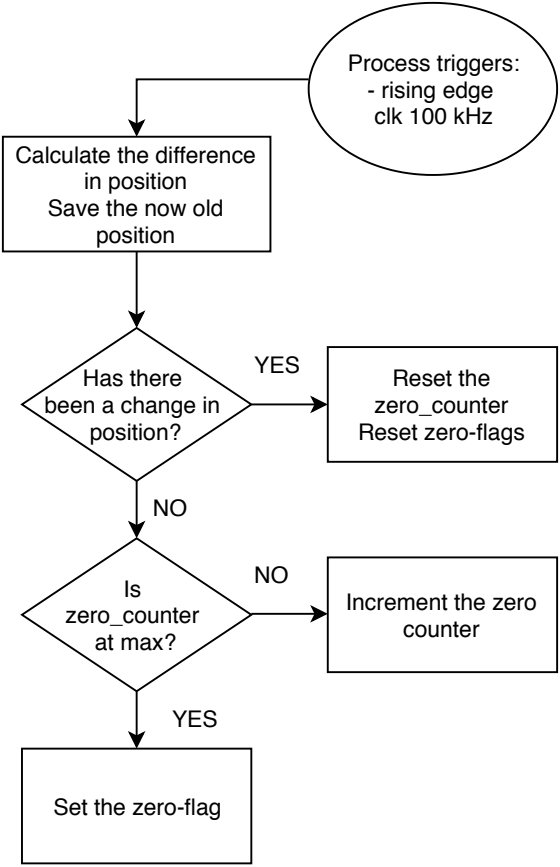 Process triggers:
- rising edge
clk 100 kHz
Calculate the difference
in position
Save the now old
position
Has there
been a change in
position?
YES
Reset the
zero_counter
Reset zero-flags
NO
Is
zero_counter
at max?
NO
Increment the zero
counter
YES
Set the zero-flag